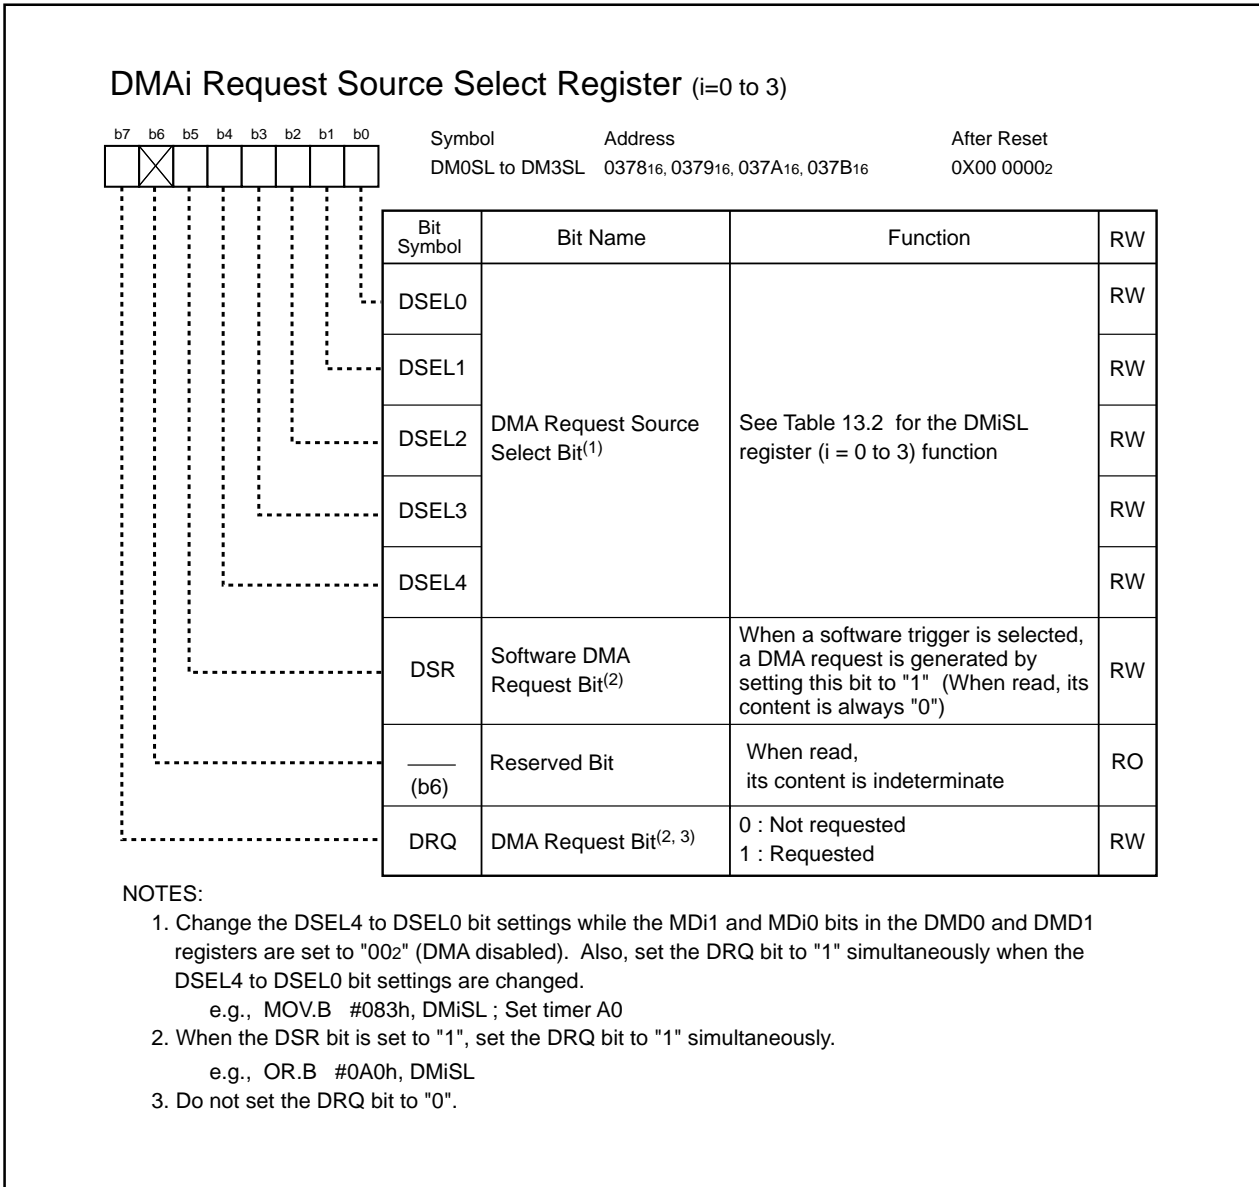 DMAi Request Source Select Register (i=0 to 3)
b7 b6 b5 b4 b3 b2 b1 b0
Symbol Address After Reset
DM0SL to DM3SL 037816, 037916, 037A16, 037B16 0X00 00002
Bit Symbol Bit Name Function RW
DSEL0 RW
DSEL1 RW
DSEL2 RW
DMA Request Source
Select Bit(1)
See Table 13.2 for the DMiSL
register (i = 0 to 3) function
DSEL3 RW
DSEL4 RW
DSR
Software DMA
Request Bit(2)
When a software trigger is selected,
a DMA request is generated by
setting this bit to "1" (When read, its
content is always "0")
RW
(b6)
Reserved Bit
When read,
its content is indeterminate
RO
DRQ
DMA Request Bit(2, 3)
0 : Not requested
1 : Requested
RW
NOTES:
1. Change the DSEL4 to DSEL0 bit settings while the MDi1 and MDi0 bits in the DMD0 and DMD1
registers are set to "002" (DMA disabled). Also, set the DRQ bit to "1" simultaneously when the
DSEL4 to DSEL0 bit settings are changed.
e.g., MOV.B #083h, DMiSL ; Set timer A0
2. When the DSR bit is set to "1", set the DRQ bit to "1" simultaneously.
e.g., OR.B #0A0h, DMiSL
3. Do not set the DRQ bit to "0".